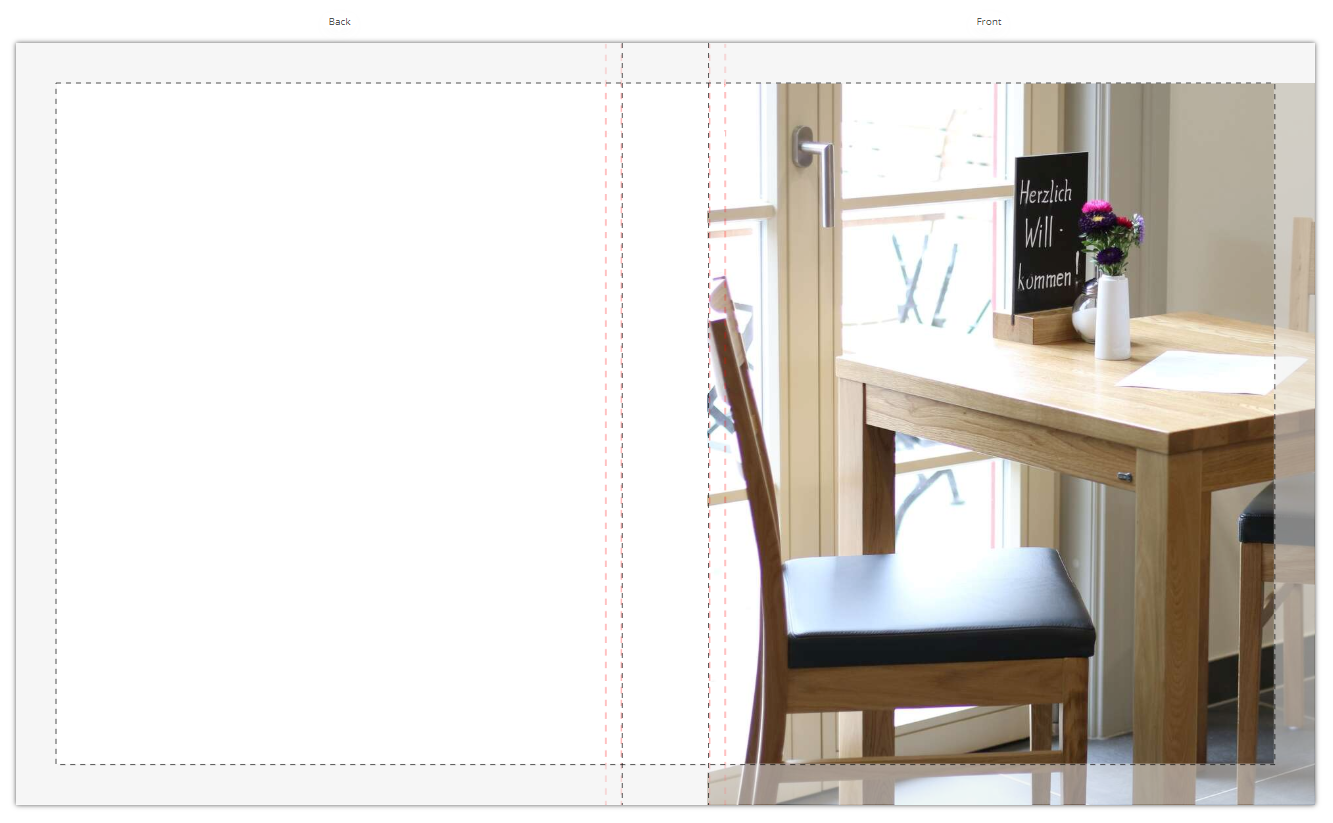 Back
Front
Herzlich
Will -
kommen!